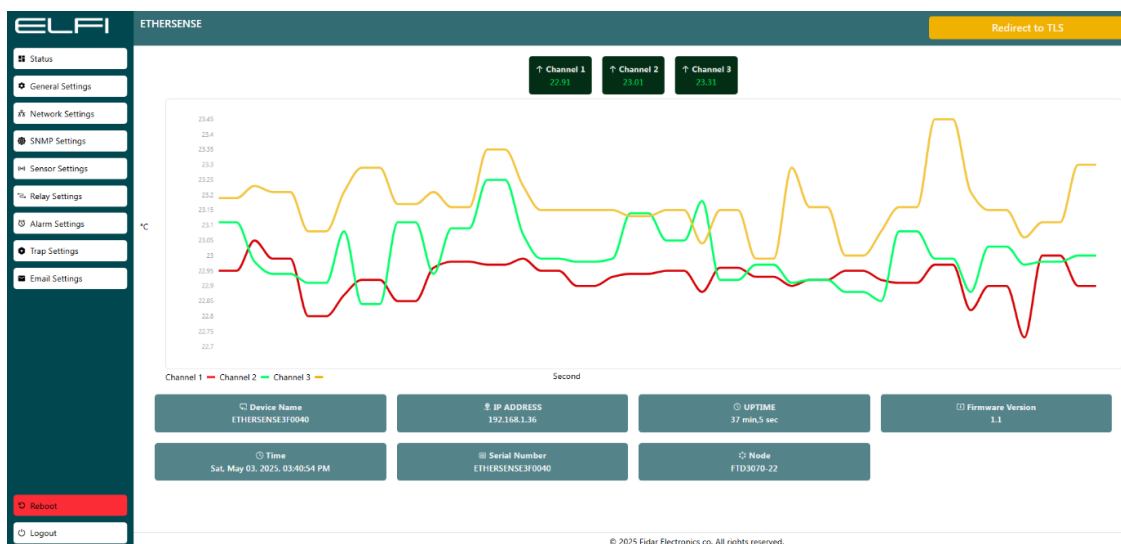 ELFI
ETHERSENSE
Redirect to TLS
Status
General Settings
Network Settings
SNMP Settings
Sensor Settings
Relay Settings
Alarm Settings
Trap Settings
Email Settings
Reboot
Logout
↑ Channel 1
22.91
↑ Channel 2
23.01
↑ Channel 3
23.31
°C
23.45
23.4
23.35
23.3
23.25
23.2
23.15
23.1
23.05
23
22.95
22.9
22.85
22.8
22.75
22.7
Channel 1 Channel 2 Channel 3
Second
Device Name
ETHERSENSE3F0040
IP ADDRESS
192.168.1.36
UPTIME
37 min,5 sec
Firmware Version
1.1
Time
Sat, May 03, 2025, 03:40:54 PM
Serial Number
ETHERSENSE3F0040
Node
FTD3070-22
© 2025 Fidar Electronics co. All rights reserved.